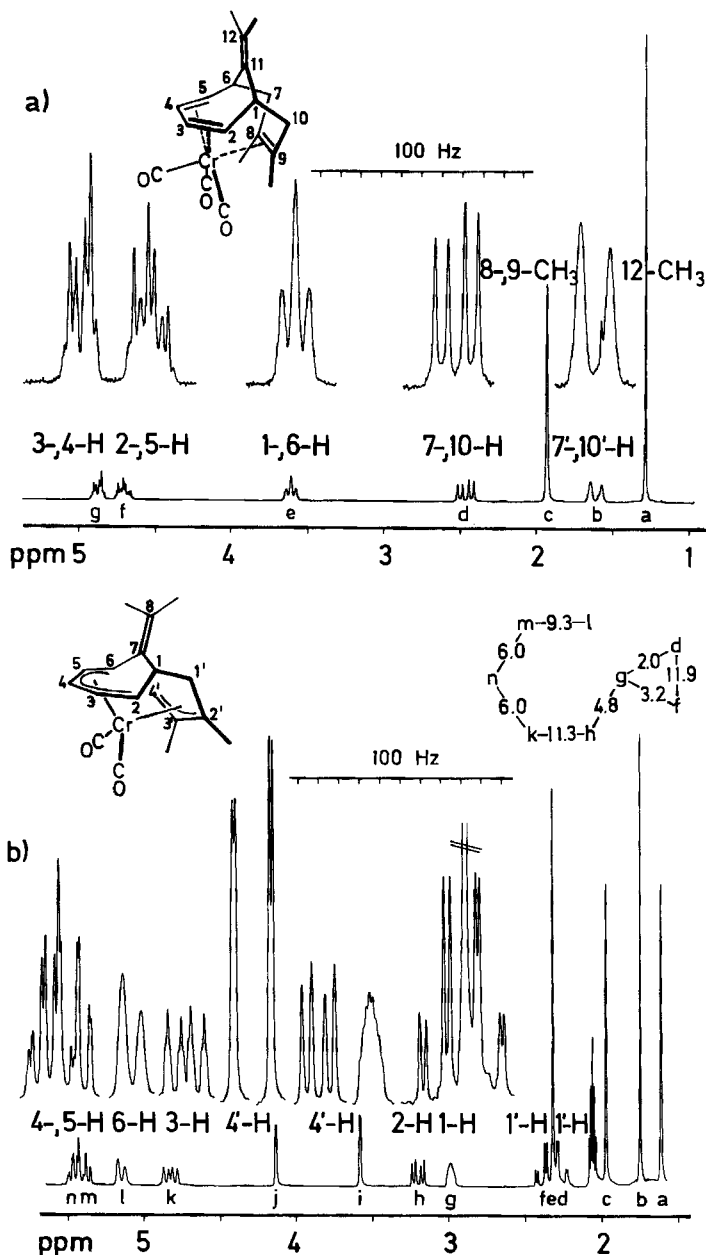 a)
12
11
5
6
7
4
1
10
3
2
8
9
Cr
OC
C
O
C
O
100 Hz
8-,9-CH3
12-CH3
3-,4-H
2-,5-H
1-,6-H
7-,10-H
7'-,10'-H
g
f
e
d
c
b
a
ppm
5
4
3
2
1
b)
8
7
1
1'
5
6
4
3
2
4'
3'
2'
Cr
OC
C
O
100 Hz
m-9.3-l
6.0
n
6.0
k-11.3-h
4.8
g
2.0
d
11.9
3.2
f
4-,5-H
6-H
3-H
4'-H
4'-H
2-H
1-H
1'-H
1'-H
n
m
l
k
j
i
h
g
f
e
d
c
b
a
ppm
5
4
3
2